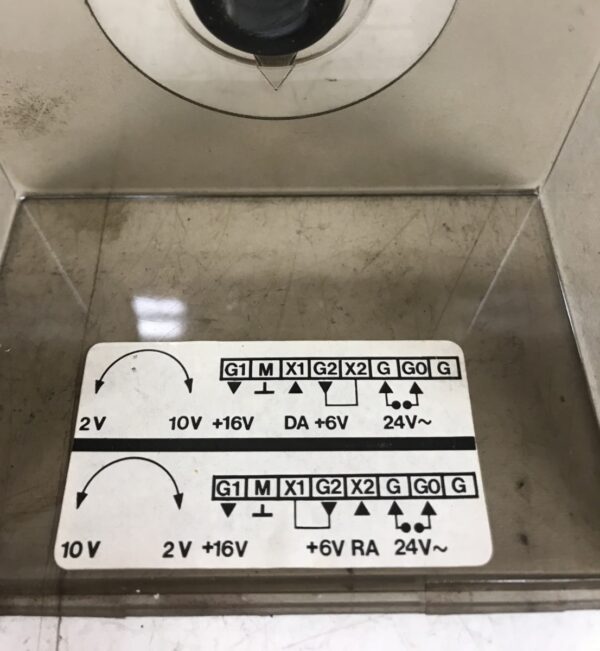 G1 M X1 G2 X2 G G0 G
2V 10V +16V DA +6V 24V~
G1 M X1 G2 X2 G G0 G
10V 2V +16V +6V RA 24V~